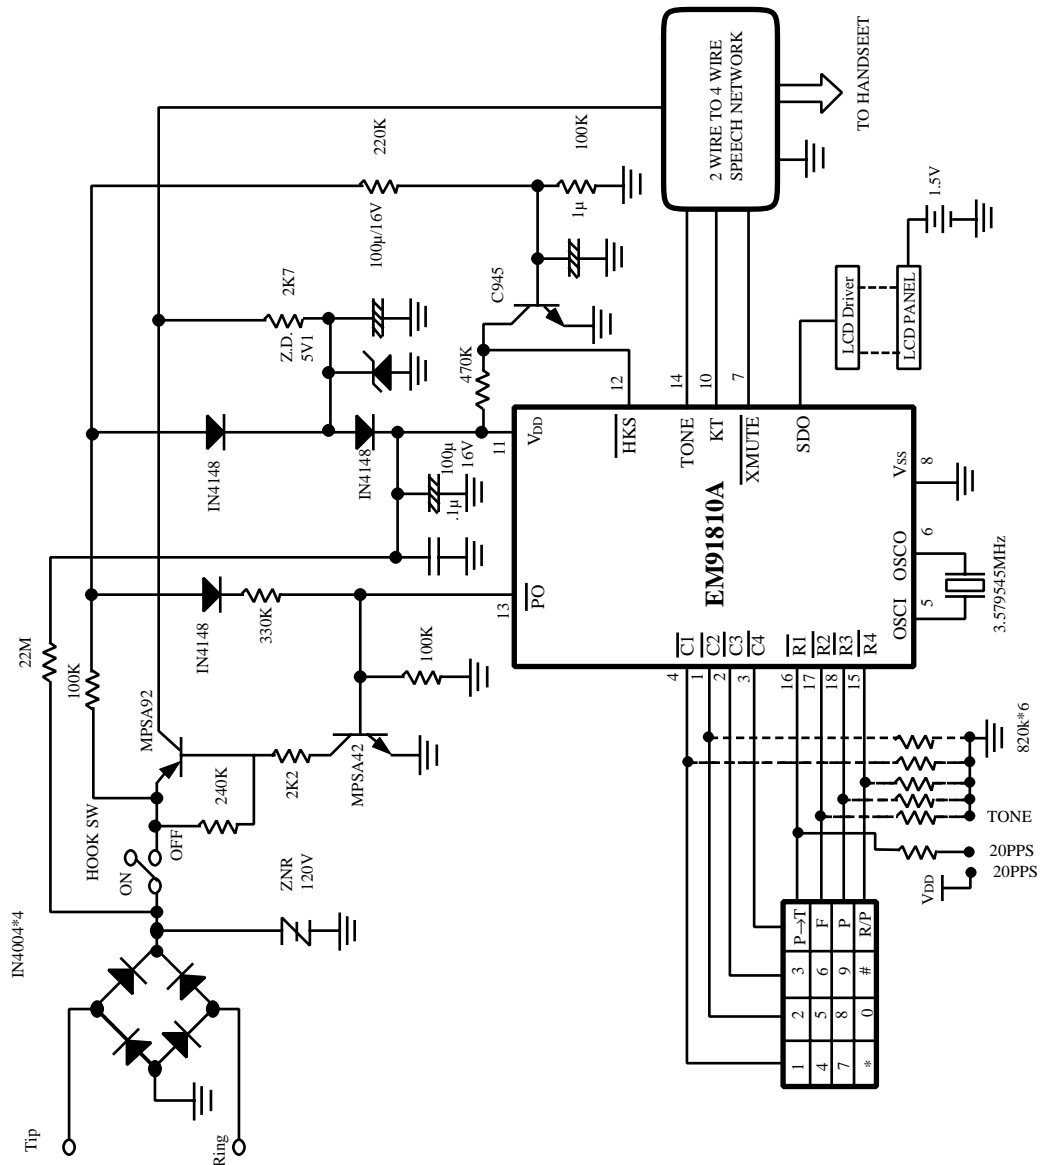 Tip
Ring
IN4004*4
HOOK SW
ON
OFF
ZNR
120V
22M
100K
MPSA92
240K
2K2
MPSA42
IN4148
330K
100K
IN4148
IN4148
.1μ
100μ
16V
2K7
Z.D.
5V1
100μ/16V
470K
C945
220K
100K
1μ
2 WIRE TO 4 WIRE
SPEECH NETWORK
TO HANDSEET
LCD Driver
LCD PANEL
1.5V
EM91810A
13
PO
11
VDD
12
HKS
14
TONE
10
KT
7
XMUTE
SDO
8
VSS
6
OSCO
5
OSCI
3.579545MHz
4
C1
1
C2
2
C3
3
C4
16
R1
17
R2
18
R3
15
R4
820k*6
TONE
20PPS
20PPS
VDD
1 2 3 P→T
4 5 6 F
7 8 9 P
* 0 # R/P